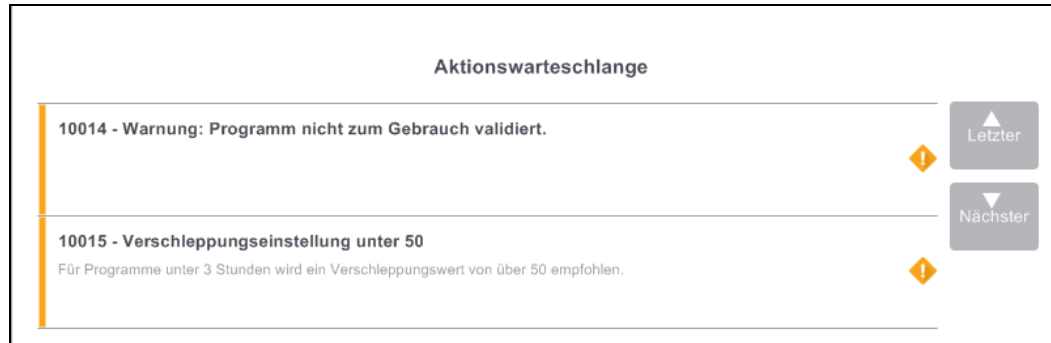 Aktionswarteschlange
10014 - Warnung: Programm nicht zum Gebrauch validiert.
Letzter
Nächster
10015 - Verschleppungseinstellung unter 50
Für Programme unter 3 Stunden wird ein Verschleppungswert von über 50 empfohlen.